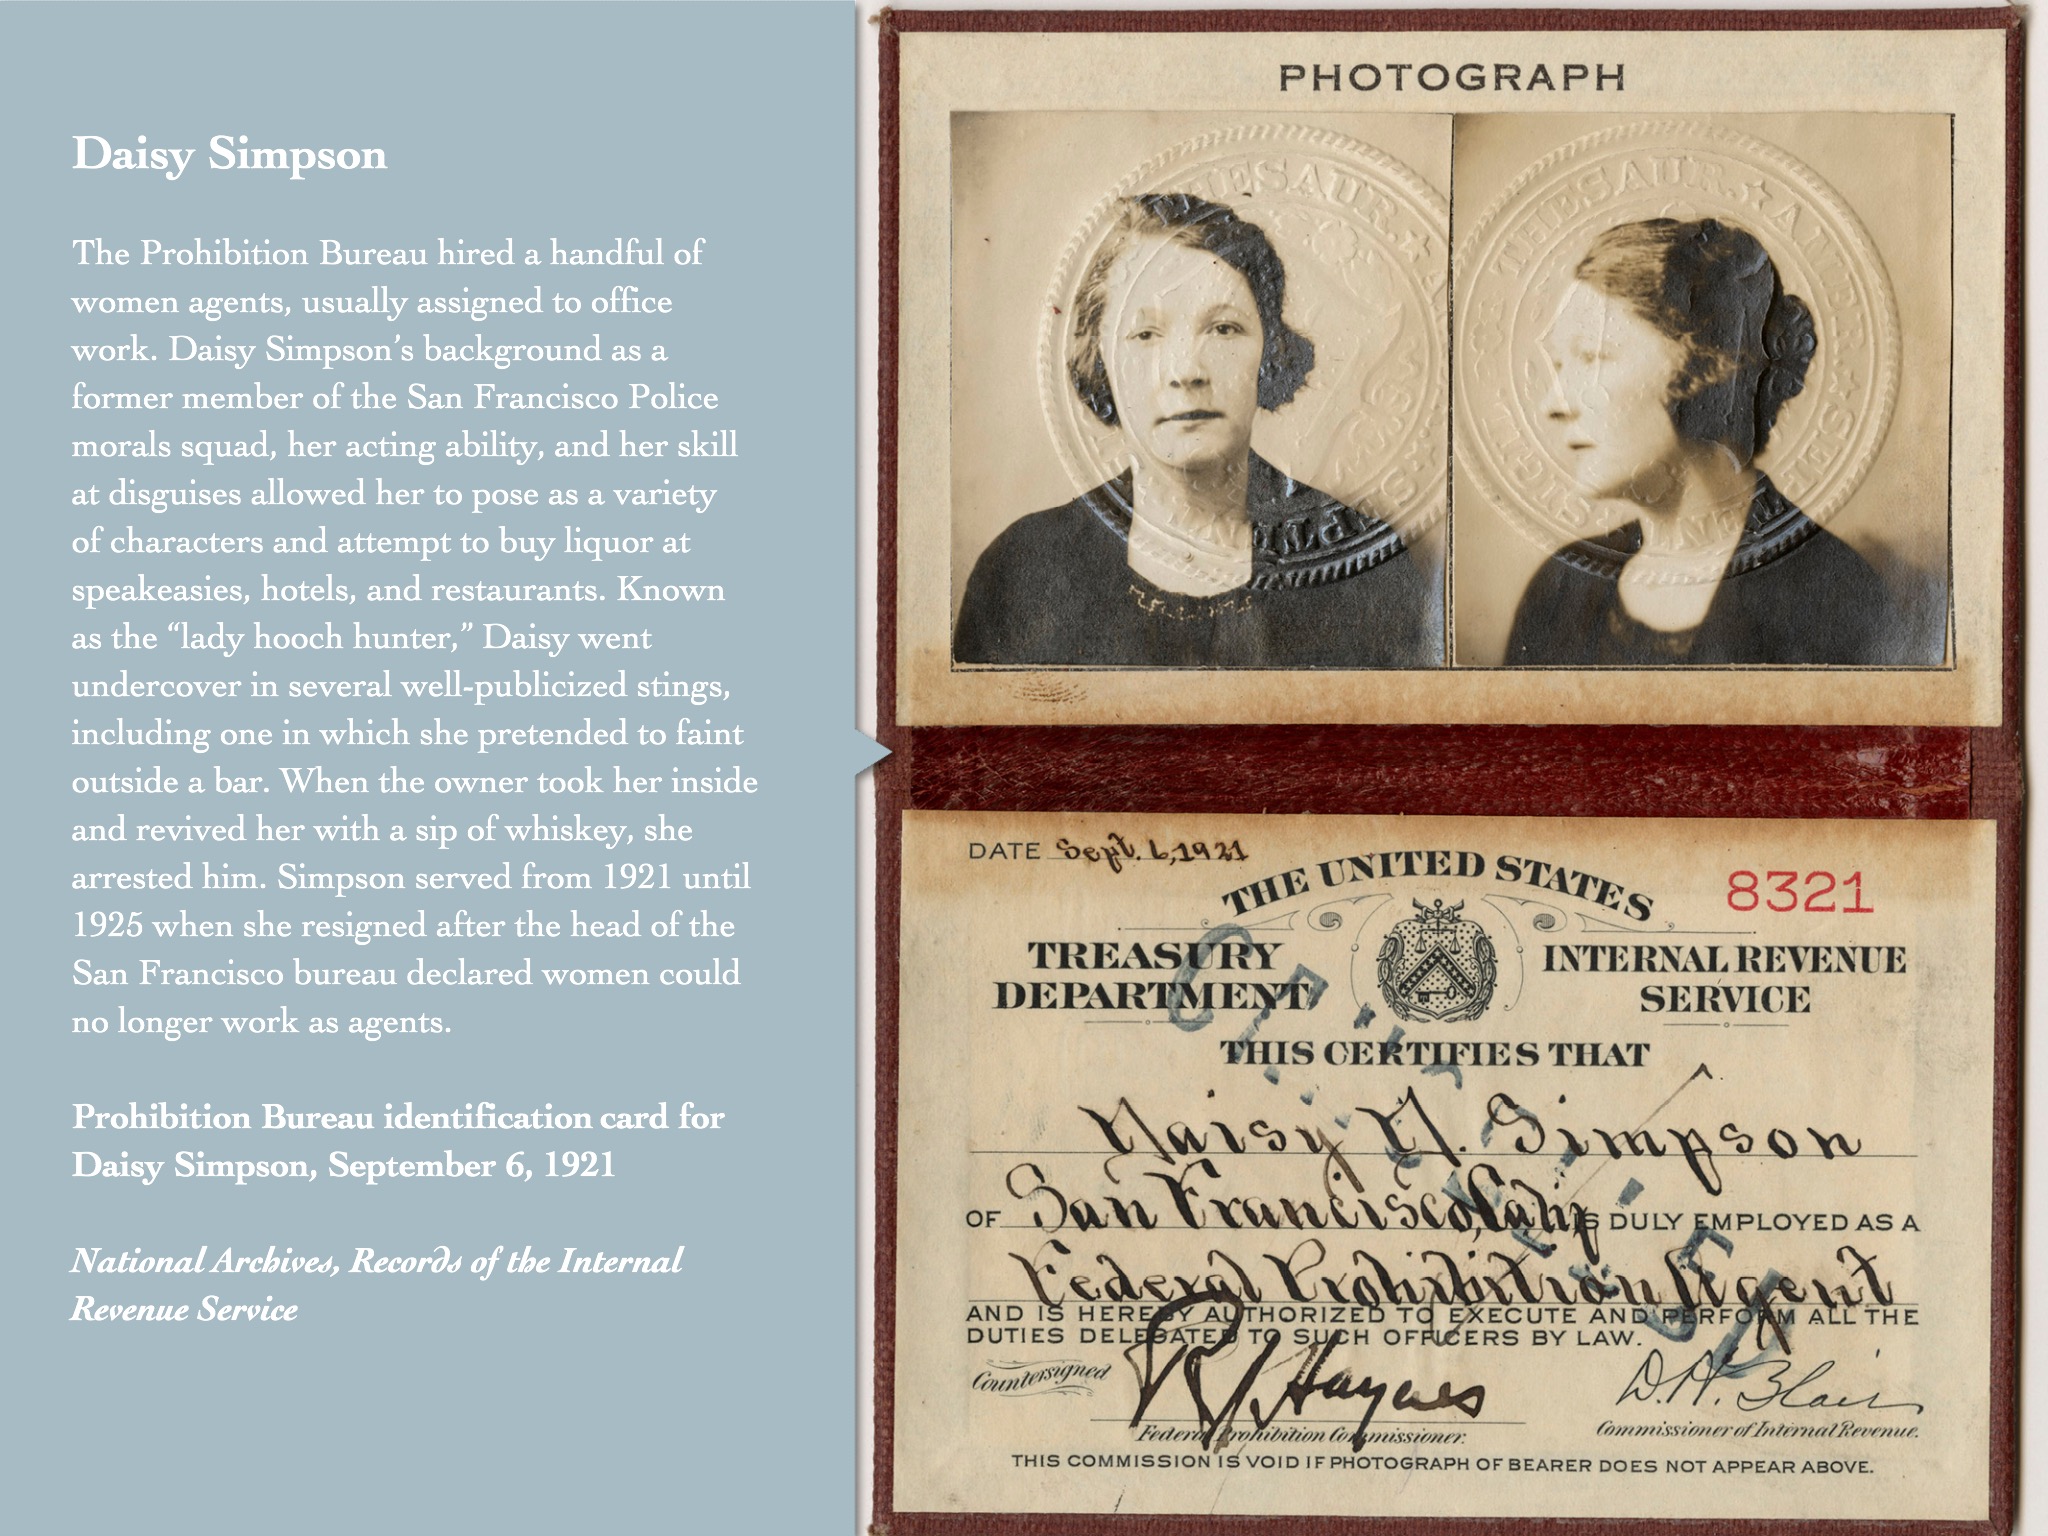 Daisy Simpson
The Prohibition Bureau hired a handful of
women agents, usually assigned to office
work. Daisy Simpson’s background as a
former member of the San Francisco Police
morals squad, her acting ability, and her skill
at disguises allowed her to pose as a variety
of characters and attempt to buy liquor at
speakeasies, hotels, and restaurants. Known
as the “lady hooch hunter,” Daisy went
undercover in several well-publicized stings,
including one in which she pretended to faint
outside a bar. When the owner took her inside
and revived her with a sip of whiskey, she
arrested him. Simpson served from 1921 until
1925 when she resigned after the head of the
San Francisco bureau declared women could
no longer work as agents.
Prohibition Bureau identification card for
Daisy Simpson, September 6, 1921
National Archives, Records of the Internal
Revenue Service
PHOTOGRAPH
THESAUR. ★ A
THESAUR. ★ AMER. ★ SEPTENT. SIGIL.
DATE Sept. 6, 1921
THE UNITED STATES
8321
TREASURY DEPARTMENT
INTERNAL REVENUE SERVICE
THIS CERTIFIES THAT
Daisy D. Simpson
OF San Francisco, Calif IS DULY EMPLOYED AS A
Federal Prohibition Agent
AND IS HEREBY AUTHORIZED TO EXECUTE AND PERFORM ALL THE
DUTIES DELEGATED TO SUCH OFFICERS BY LAW.
Countersigned
R. Haynes
D. H. Blair
Federal Prohibition Commissioner.
Commissioner of Internal Revenue.
THIS COMMISSION IS VOID IF PHOTOGRAPH OF BEARER DOES NOT APPEAR ABOVE.